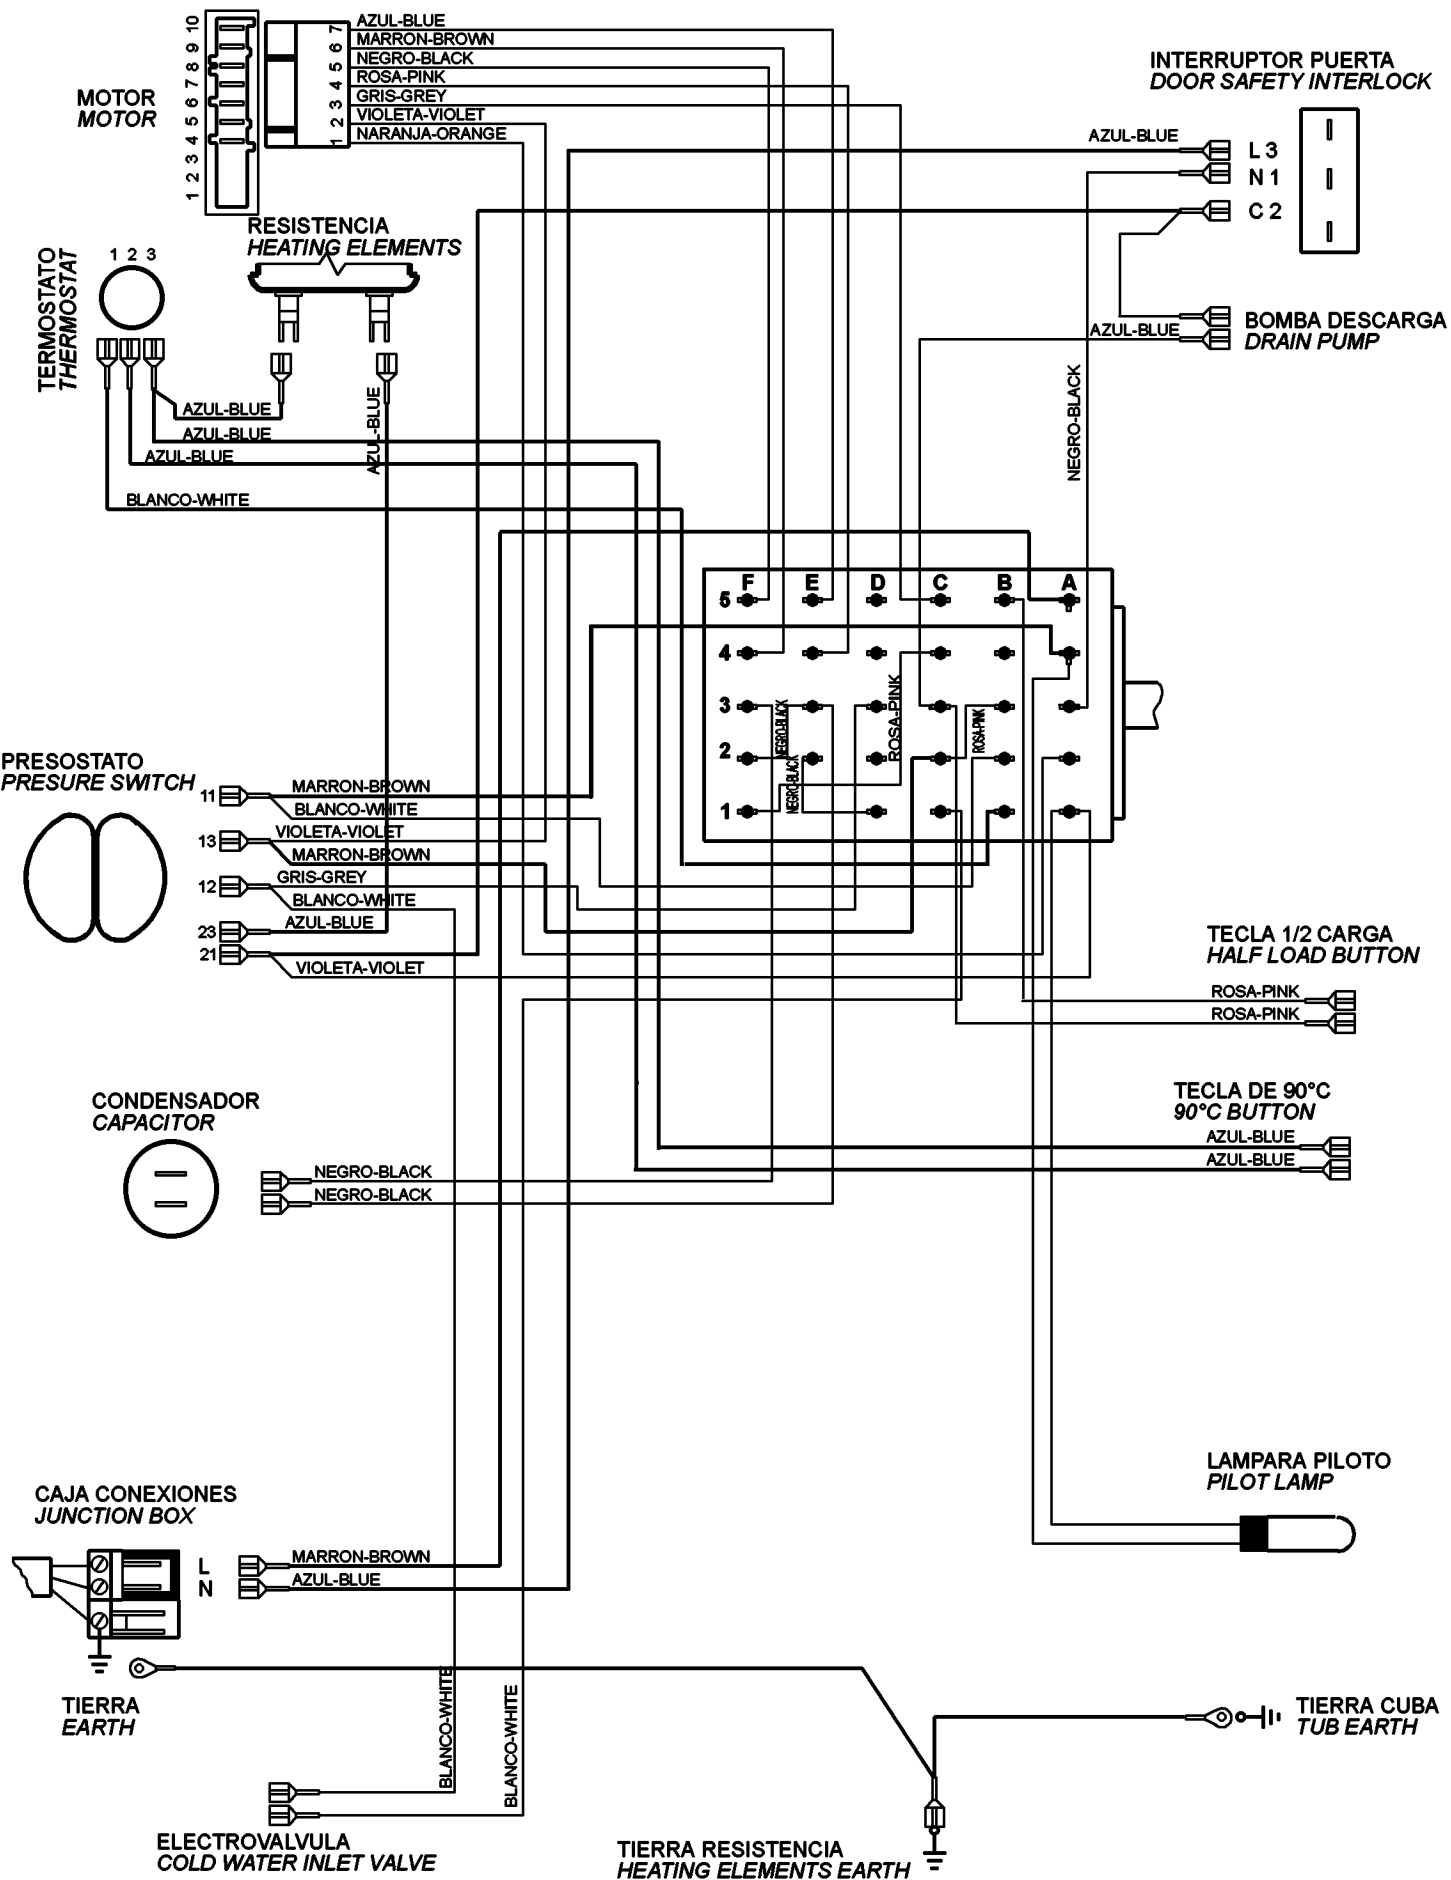 10
9
8
7
6
5
4
3
2
1
7
6
5
4
3
2
1
AZUL-BLUE
MARRON-BROWN
NEGRO-BLACK
ROSA-PINK
GRIS-GREY
VIOLETA-VIOLET
NARANJA-ORANGE
MOTOR
MOTOR
INTERRUPTOR PUERTA
DOOR SAFETY INTERLOCK
AZUL-BLUE
L 3
N 1
C 2
RESISTENCIA
HEATING ELEMENTS
TERMOSTATO
THERMOSTAT
1 2 3
BOMBA DESCARGA
DRAIN PUMP
AZUL-BLUE
NEGRO-BLACK
AZUL-BLUE
AZUL-BLUE
AZUL-BLUE
AZUL-BLUE
BLANCO-WHITE
F E D C B A
5
4
3
2
1
NEGRO-BLACK
NEGRO-BLACK
ROSA-PINK
ROSA-PINK
PRESOSTATO
PRESURE SWITCH
11
MARRON-BROWN
BLANCO-WHITE
13
VIOLETA-VIOLET
MARRON-BROWN
12
GRIS-GREY
BLANCO-WHITE
23
AZUL-BLUE
21
VIOLETA-VIOLET
TECLA 1/2 CARGA
HALF LOAD BUTTON
ROSA-PINK
ROSA-PINK
CONDENSADOR
CAPACITOR
NEGRO-BLACK
NEGRO-BLACK
TECLA DE 90°C
90°C BUTTON
AZUL-BLUE
AZUL-BLUE
LAMPARA PILOTO
PILOT LAMP
CAJA CONEXIONES
JUNCTION BOX
L
N
MARRON-BROWN
AZUL-BLUE
TIERRA
EARTH
BLANCO-WHITE
BLANCO-WHITE
TIERRA CUBA
TUB EARTH
ELECTROVALVULA
COLD WATER INLET VALVE
TIERRA RESISTENCIA
HEATING ELEMENTS EARTH